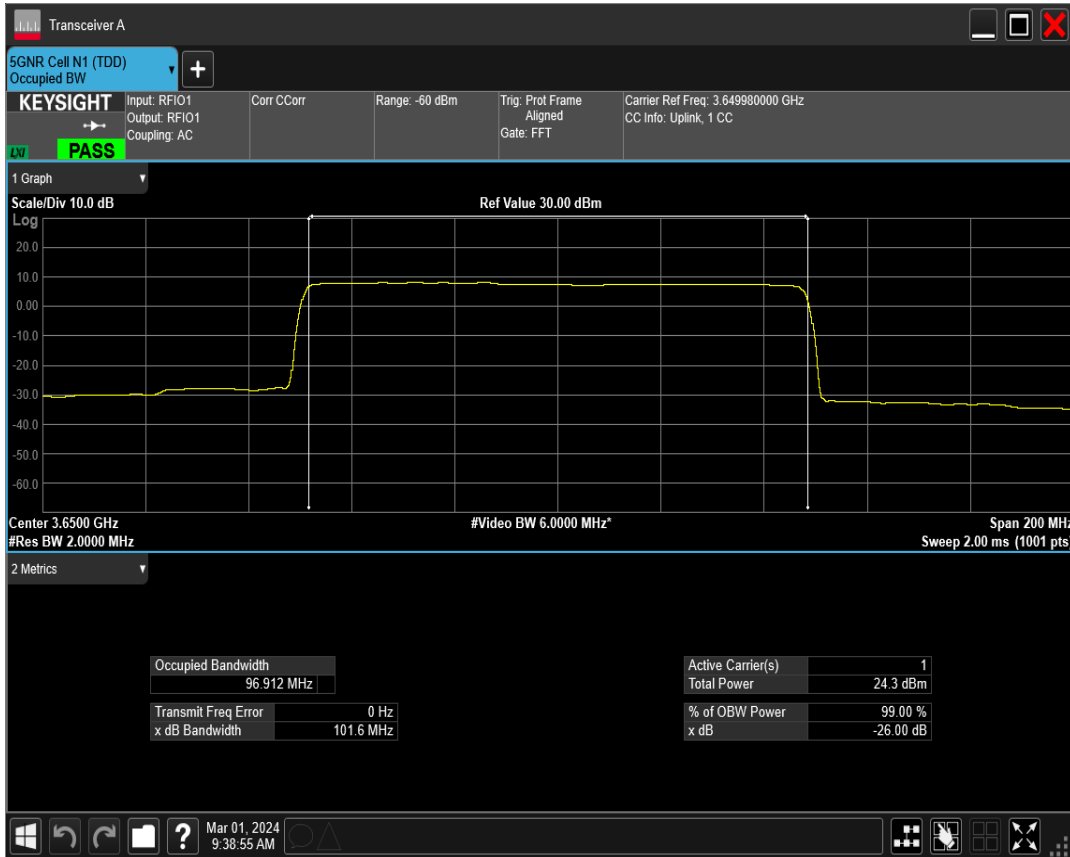 Transceiver A
5GNR Cell N1 (TDD)
Occupied BW
+
KEYSIGHT
LXI
PASS
Input: RFIO1
Output: RFIO1
Coupling: AC
Corr CCorr
Range: -60 dBm
Trig: Prot Frame
Aligned
Gate: FFT
Carrier Ref Freq: 3.649980000 GHz
CC Info: Uplink, 1 CC
1 Graph
Scale/Div 10.0 dB
Ref Value 30.00 dBm
Log
20.0
10.0
0.00
-10.0
-20.0
-30.0
-40.0
-50.0
-60.0
Center 3.6500 GHz
#Video BW 6.0000 MHz*
Span 200 MHz
#Res BW 2.0000 MHz
Sweep 2.00 ms (1001 pts
2 Metrics
Occupied Bandwidth
96.912 MHz
Transmit Freq Error 0 Hz
x dB Bandwidth 101.6 MHz
Active Carrier(s) 1
Total Power 24.3 dBm
% of OBW Power 99.00 %
x dB -26.00 dB
?
Mar 01, 2024
9:38:55 AM